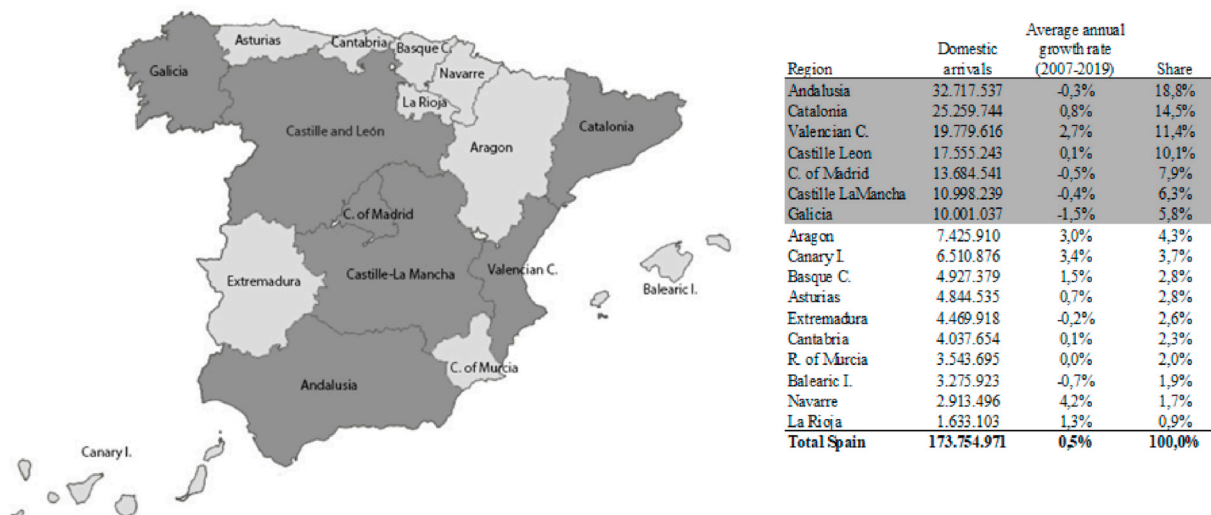 Asturias
Cantabria
Basque C.
Galicia
Navarre
La Rioja
Castille and León
Catalonia
Aragon
C. of Madrid
Castille-La Mancha
Valencian C.
Extremadura
Balearic I.
C. of Murcia
Andalusia
Canary I.
Average annual
Domestic growth rate
Region arrivals (2007-2019) Share
Andalusia 32.717.537 -0,3% 18,8%
Catalonia 25.259.744 0,8% 14,5%
Valencian C. 19.779.616 2,7% 11,4%
Castille Leon 17.555.243 0,1% 10,1%
C. of Madrid 13.684.541 -0,5% 7,9%
Castille LaMancha 10.998.239 -0,4% 6,3%
Galicia 10.001.037 -1,5% 5,8%
Aragon 7.425.910 3,0% 4,3%
Canary I. 6.510.876 3,4% 3,7%
Basque C. 4.927.379 1,5% 2,8%
Asturias 4.844.535 0,7% 2,8%
Extremadura 4.469.918 -0,2% 2,6%
Cantabria 4.037.654 0,1% 2,3%
R. of Murcia 3.543.695 0,0% 2,0%
Balearic I. 3.275.923 -0,7% 1,9%
Navarre 2.913.496 4,2% 1,7%
La Rioja 1.633.103 1,3% 0,9%
Total Spain 173.754.971 0,5% 100,0%